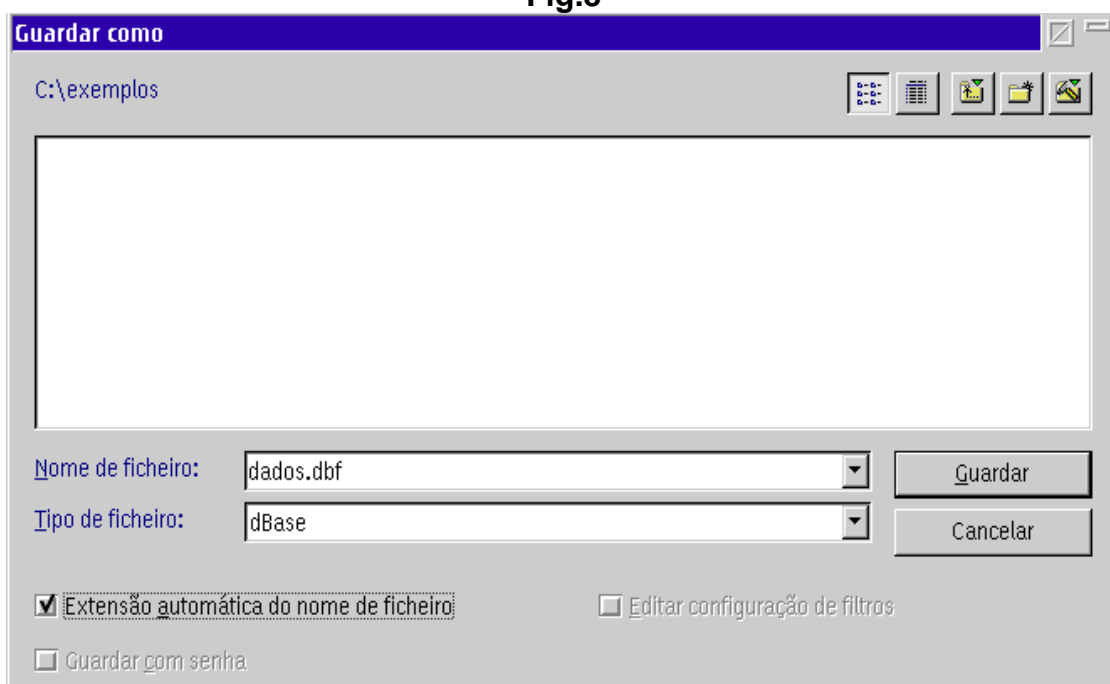 Guardar como
C:\exemplos
Nome de ficheiro: dados.dbf
Guardar
Tipo de ficheiro: dBase
Cancelar
Extensão automática do nome de ficheiro
Editar configuração de filtros
Guardar com senha